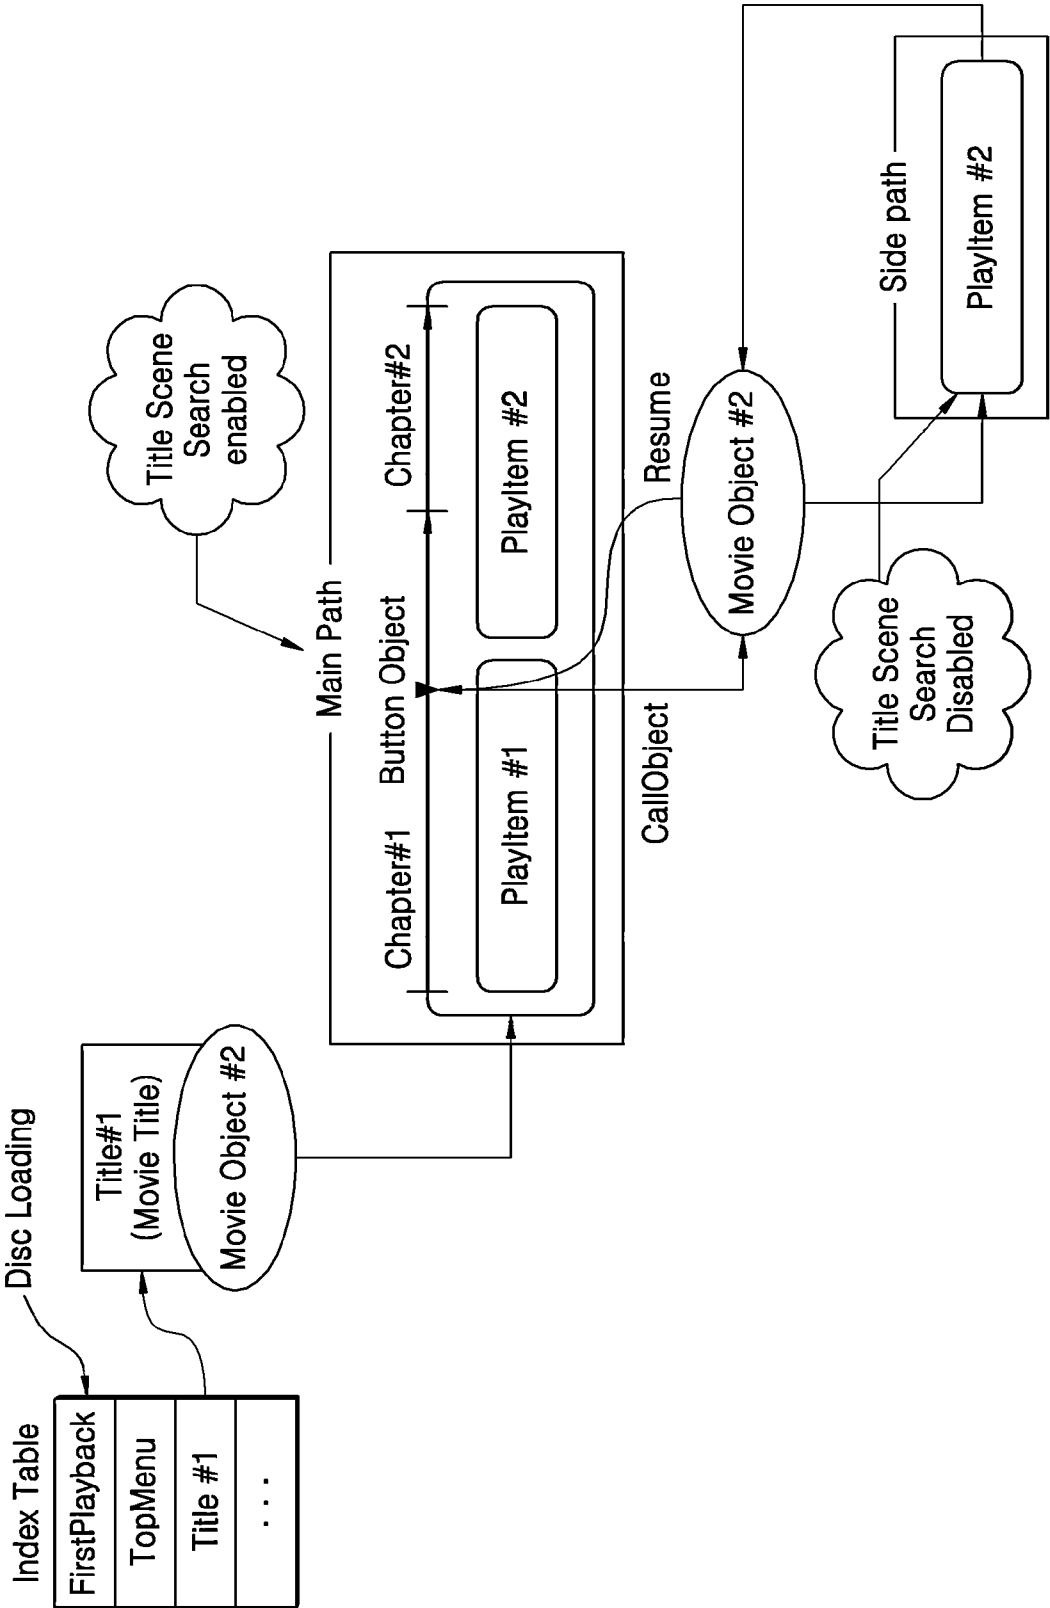 Index Table
FirstPlayback
TopMenu
Title #1
. . .
Disc Loading
Title#1
(Movie Title)
Movie Object #2
Title Scene
Search
enabled
Main Path
Chapter#1
Button Object
Chapter#2
PlayItem #1
PlayItem #2
CallObject
Resume
Movie Object #2
Title Scene
Search
Disabled
Side path
PlayItem #2